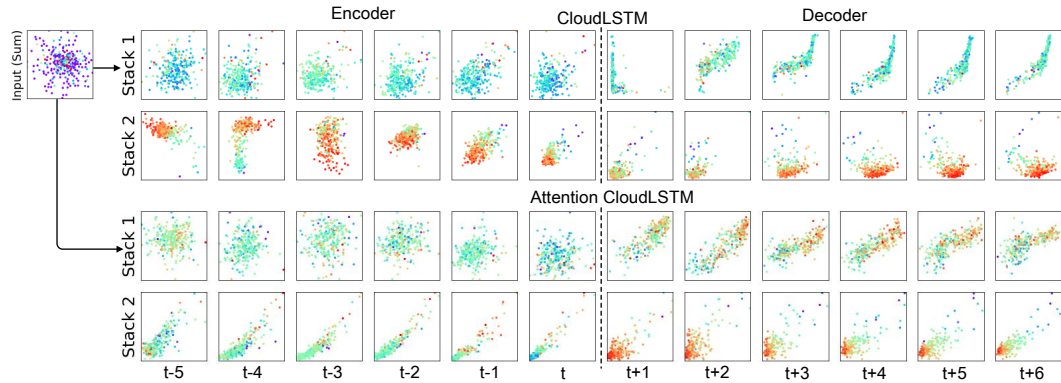 Encoder
CloudLSTM
Decoder
Input (Sum)
Stack 1
Stack 2
Attention CloudLSTM
Stack 1
Stack 2
t-5 t-4 t-3 t-2 t-1 t t+1 t+2 t+3 t+4 t+5 t+6